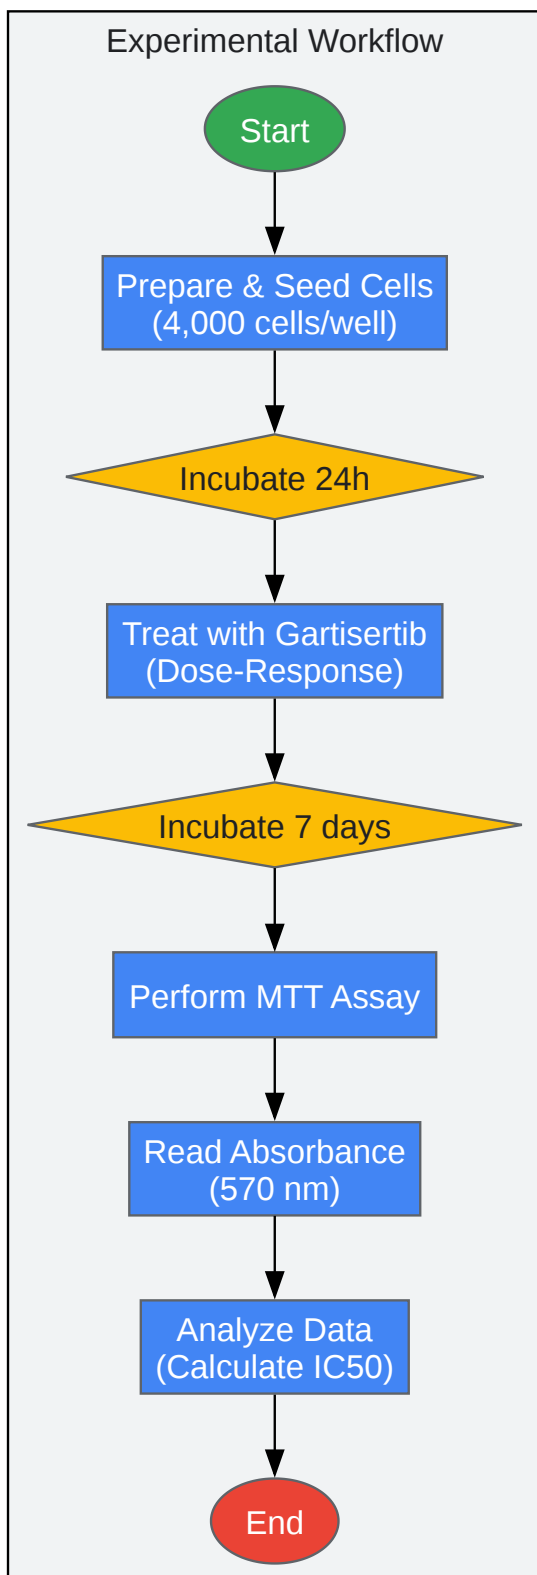 Experimental Workflow
Start
Prepare & Seed Cells
(4,000 cells/well)
Incubate 24h
Treat with Gartisertib
(Dose-Response)
Incubate 7 days
Perform MTT Assay
Read Absorbance
(570 nm)
Analyze Data
(Calculate IC50)
End